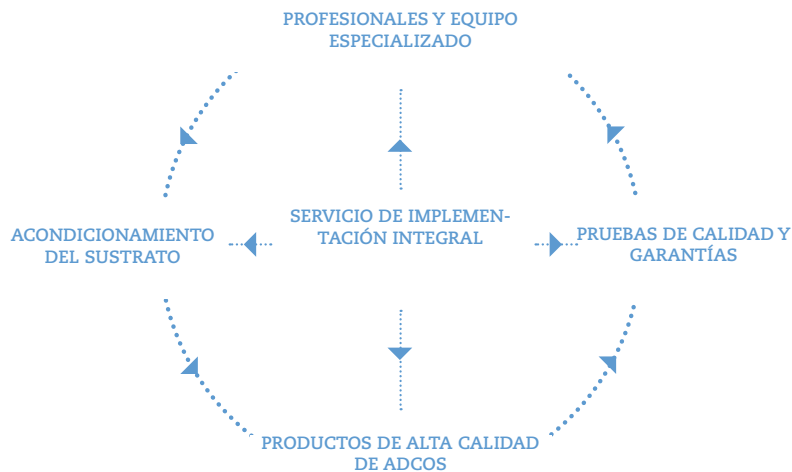 PROFESIONALES Y EQUIPO
ESPECIALIZADO
ACONDICIONAMIENTO
DEL SUSTRATO
SERVICIO DE IMPLEMEN-
TACIÓN INTEGRAL
PRUEBAS DE CALIDAD Y
GARANTÍAS
PRODUCTOS DE ALTA CALIDAD
DE ADCOS